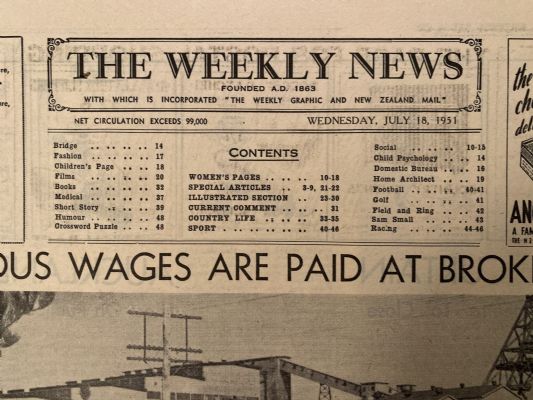 THE WEEKLY NEWS
FOUNDED A.D. 1863
WITH WHICH IS INCORPORATED "THE WEEKLY GRAPHIC AND NEW ZEALAND MAIL"
NET CIRCULATION EXCEEDS 99,000
WEDNESDAY, JULY 18, 1951
Bridge .. .. .. .. 14
Fashion .. .. .. .. 17
Children's Page .. .. 18
Films .. .. .. .. 20
Books .. .. .. .. 32
Medical .. .. .. .. 37
Short Story .. .. .. 39
Humour .. .. .. .. 48
Crossword Puzzle .. .. 48
CONTENTS
WOMEN'S PAGES .. .. .. 10-18
SPECIAL ARTICLES .. .. 3-9, 21-22
ILLUSTRATED SECTION .. .. 23-30
CURRENT COMMENT .. .. .. 31
COUNTRY LIFE .. .. .. 33-35
SPORT .. .. .. .. .. 40-46
Social .. .. .. .. 10-15
Child Psychology .. .. 14
Domestic Bureau .. .. 16
Home Architect .. .. 19
Football .. .. .. 40-41
Golf .. .. .. .. 41
Field and Ring .. .. 42
Sam Small .. .. .. 43
Racing .. .. .. 44-46
the
AN
A FAM
OUS WAGES ARE PAID AT BROK